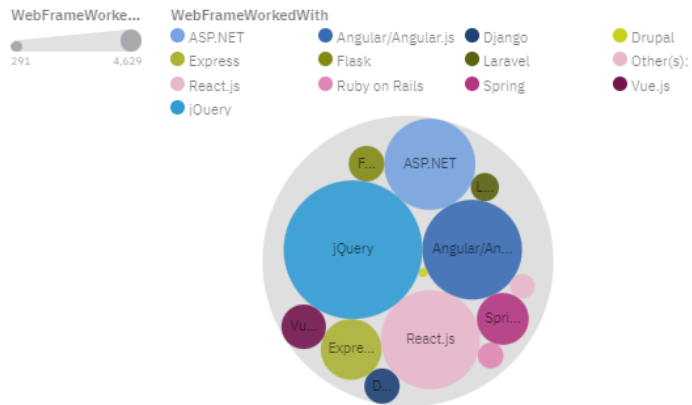 WebFrameWorke... WebFrameWorkedWith
ASP.NET Angular/Angular.js Django Drupal
291 4,629
Express Flask Laravel Other(s):
React.js Ruby on Rails Spring Vue.js
jQuery
F... ASP.NET
L...
jQuery Angular/An...
Spri...
Vu...
React.js
Expre...
D...